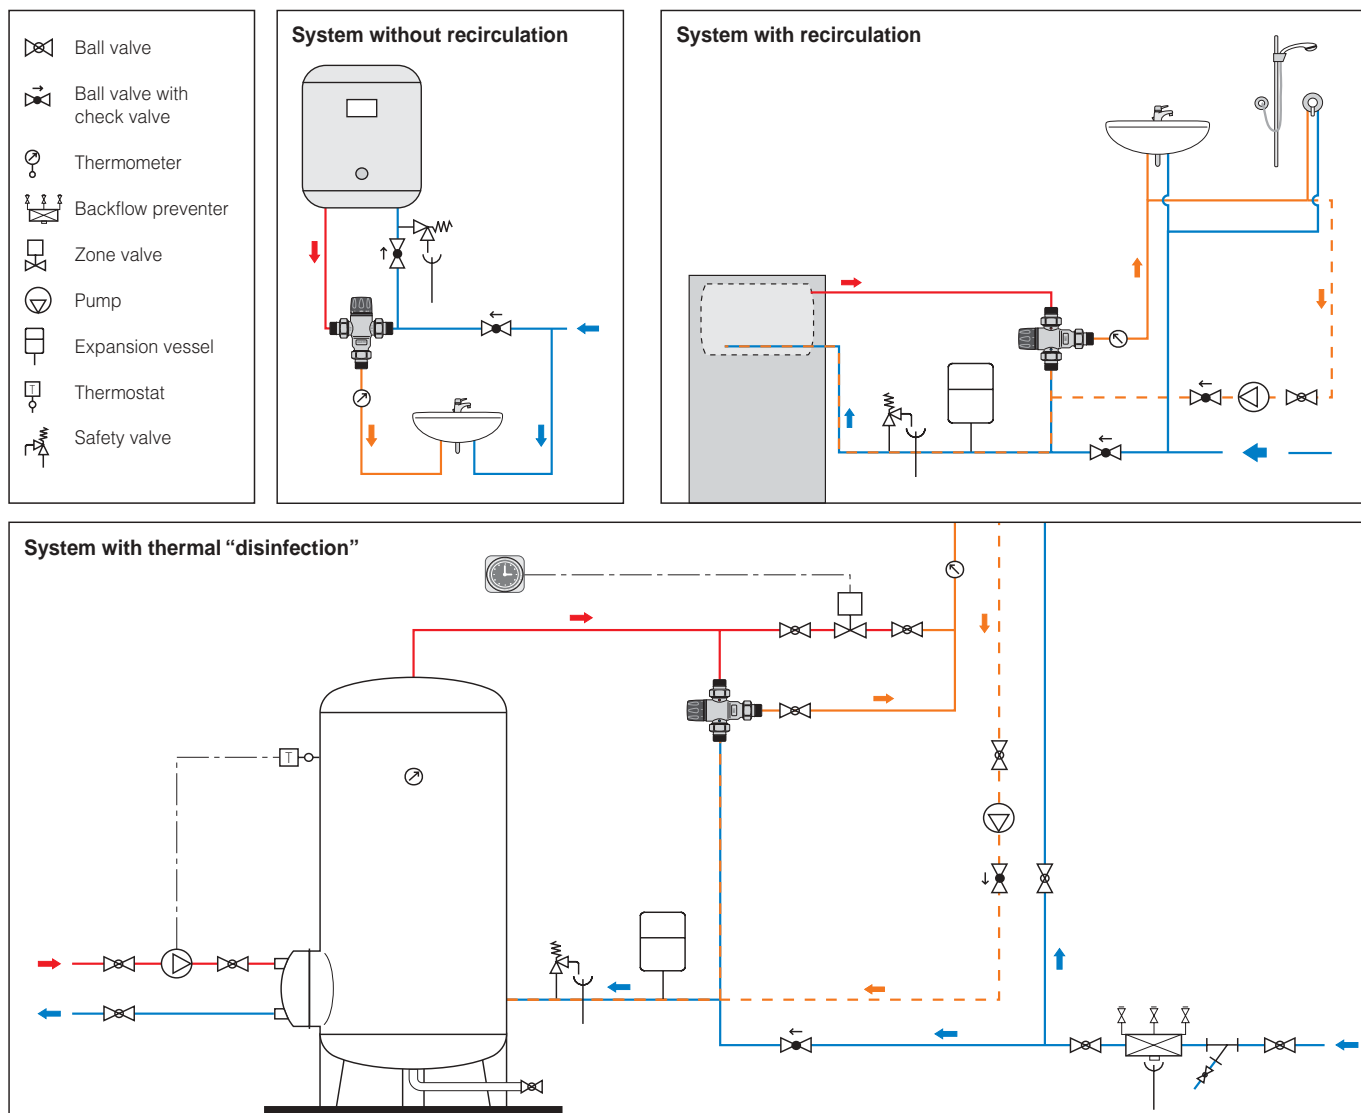 Ball valve
Ball valve with
check valve
Thermometer
Backflow preventer
Zone valve
Pump
Expansion vessel
T
Thermostat
Safety valve
System without recirculation
System with recirculation
System with thermal “disinfection”
T